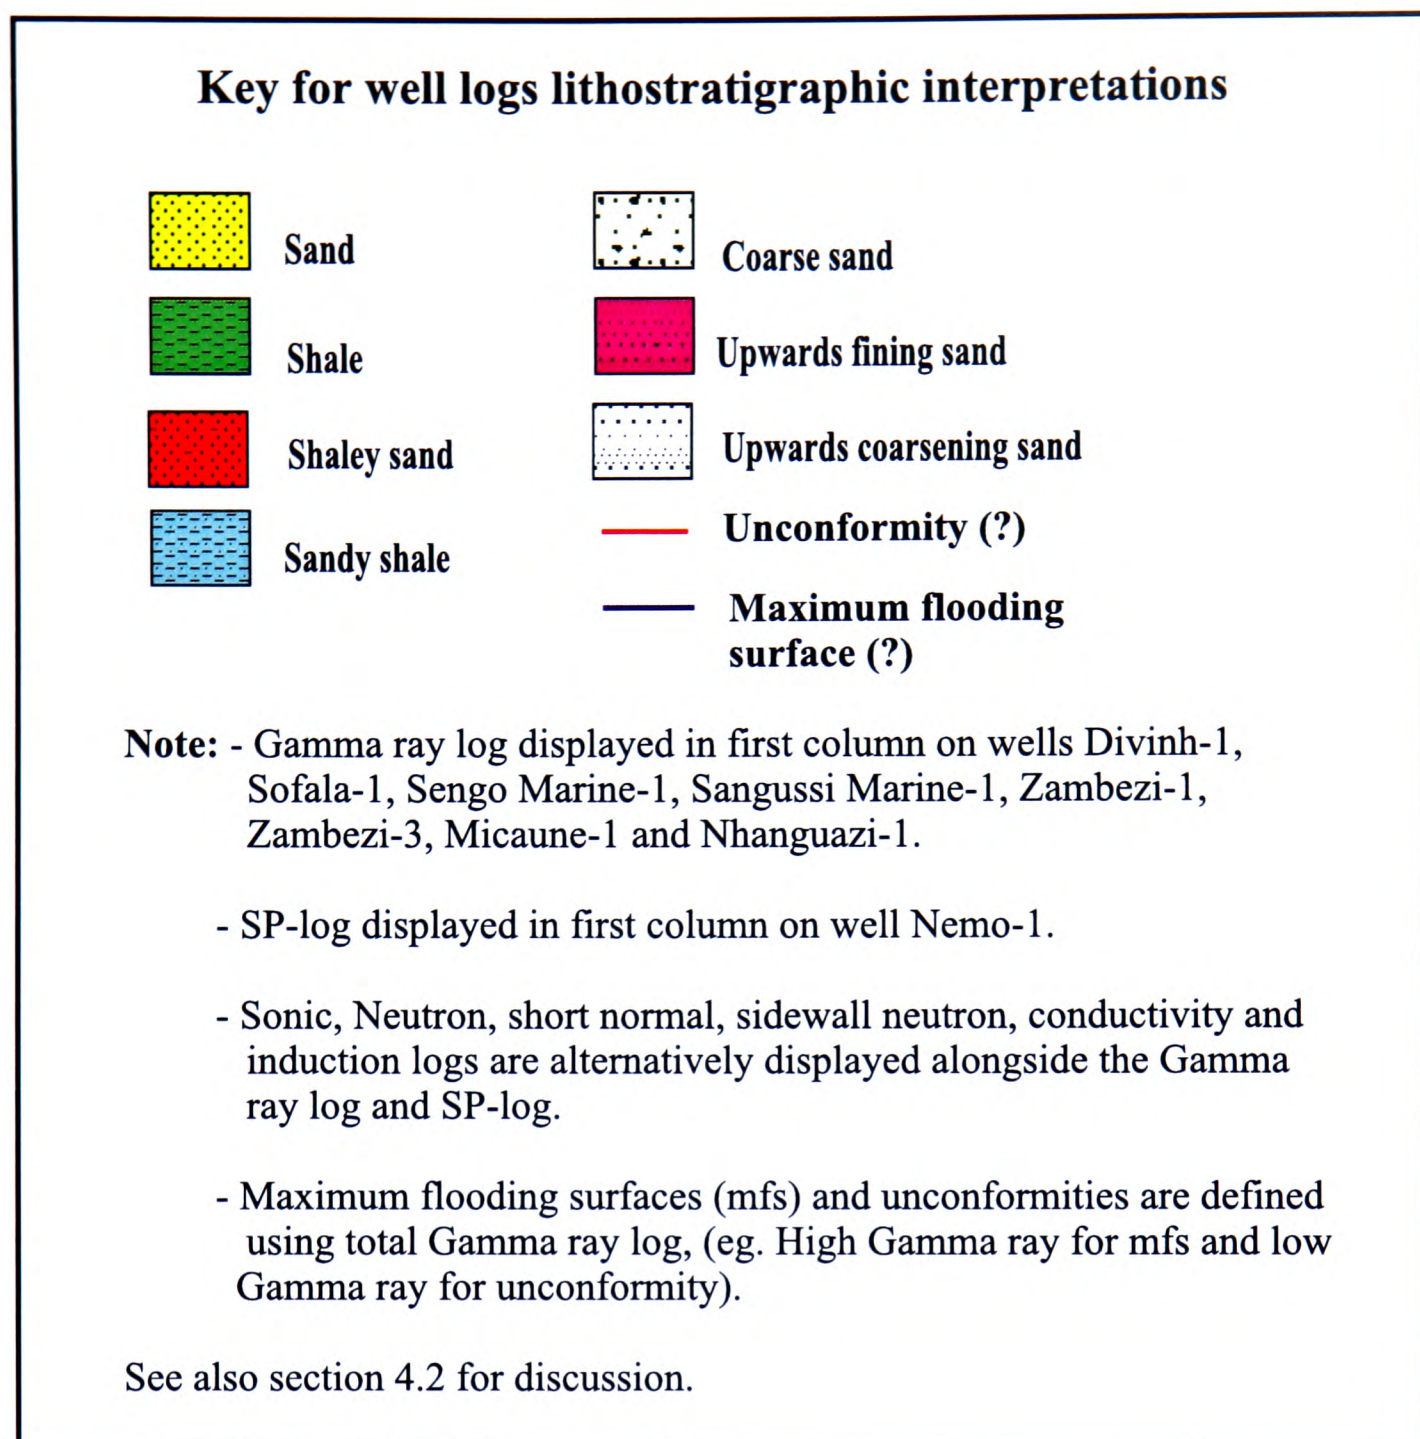 Key for well logs lithostratigraphic interpretations
Sand
Shale
Shaley sand
Sandy shale
Coarse sand
Upwards fining sand
Upwards coarsening sand
Unconformity (?)
Maximum flooding
surface (?)
Note: - Gamma ray log displayed in first column on wells Divinh-1,
Sofala-1, Sengo Marine-1, Sangussi Marine-1, Zambezi-1,
Zambezi-3, Micaune-1 and Nhanguazi-1.
- SP-log displayed in first column on well Nemo-1.
- Sonic, Neutron, short normal, sidewall neutron, conductivity and
induction logs are alternatively displayed alongside the Gamma
ray log and SP-log.
- Maximum flooding surfaces (mfs) and unconformities are defined
using total Gamma ray log, (eg. High Gamma ray for mfs and low
Gamma ray for unconformity).
See also section 4.2 for discussion.